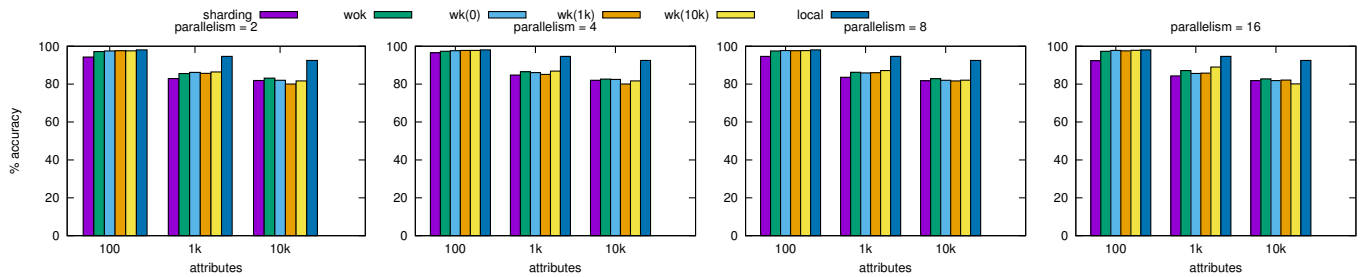 sharding wok wk(0) wk(1k) wk(10k) local
parallelism = 2 parallelism = 4 parallelism = 8 parallelism = 16
100 100 100 100
80 80 80 80
60 60 60 60
40 40 40 40
20 20 20 20
0 0 0 0
% accuracy
100 1k 10k 100 1k 10k 100 1k 10k 100 1k 10k
attributes attributes attributes attributes